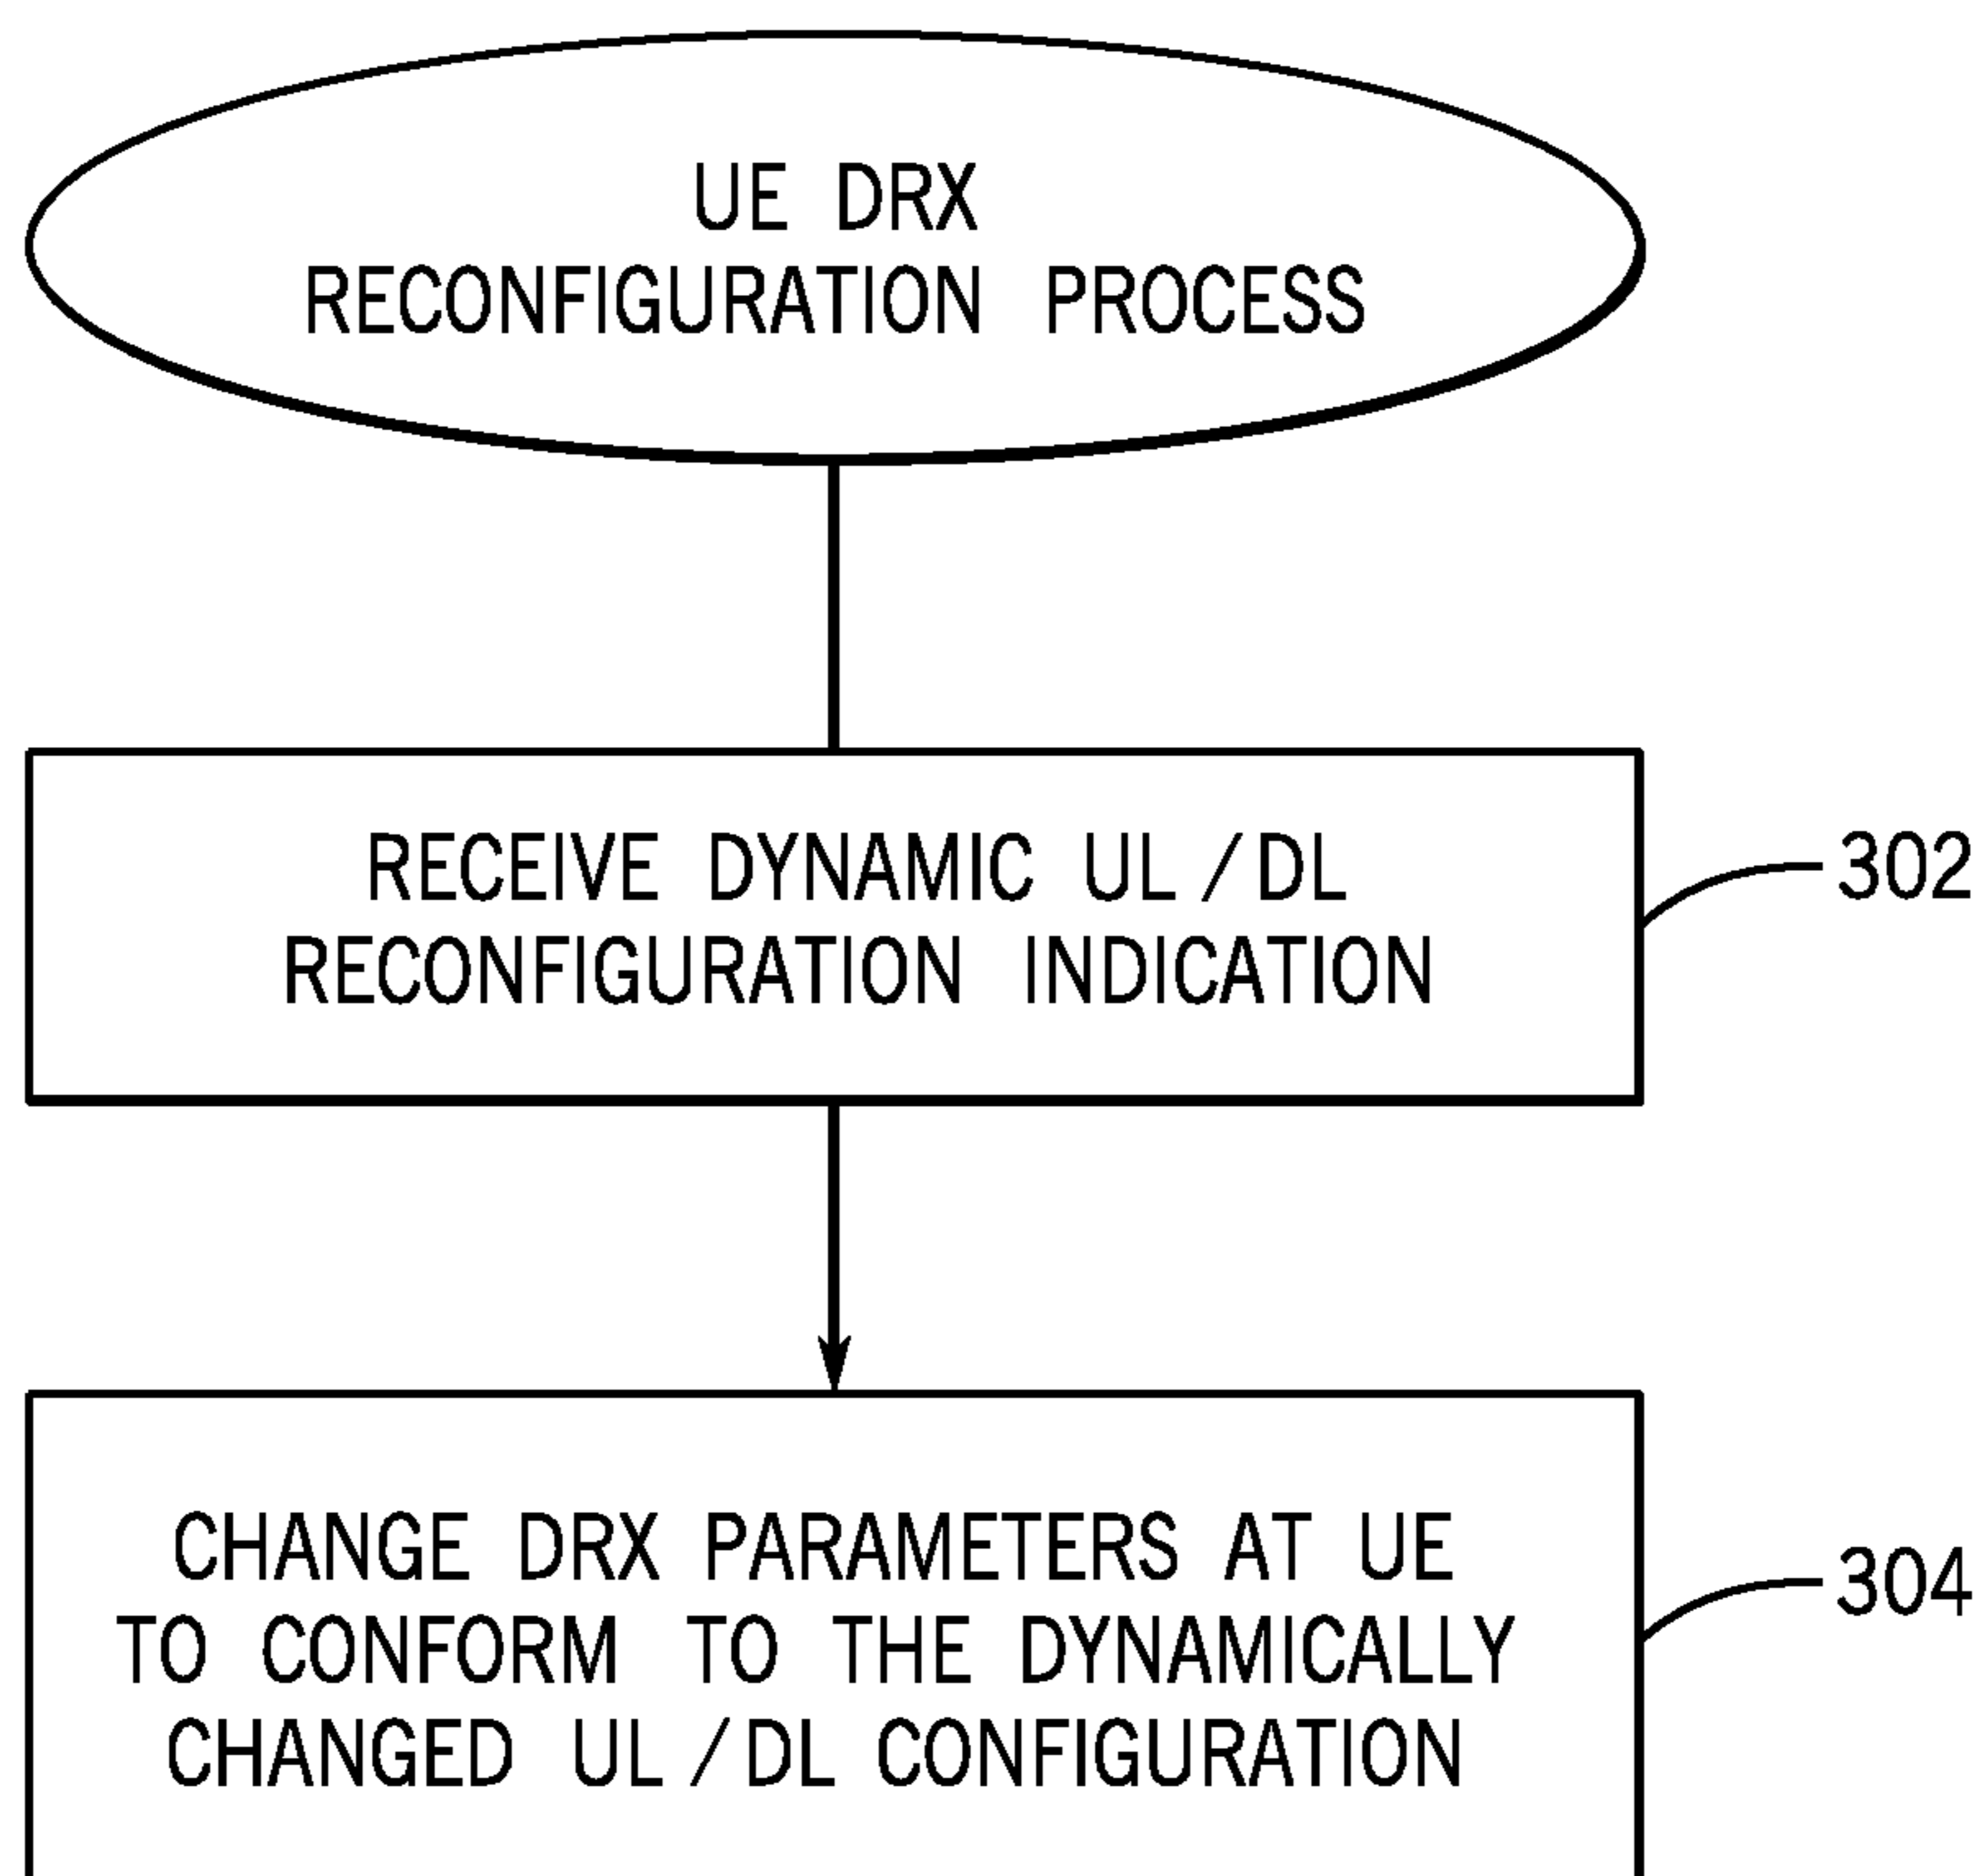 UE DRX
RECONFIGURATION PROCESS
RECEIVE DYNAMIC UL/DL
RECONFIGURATION INDICATION
302
CHANGE DRX PARAMETERS AT UE
TO CONFORM TO THE DYNAMICALLY
CHANGED UL/DL CONFIGURATION
304